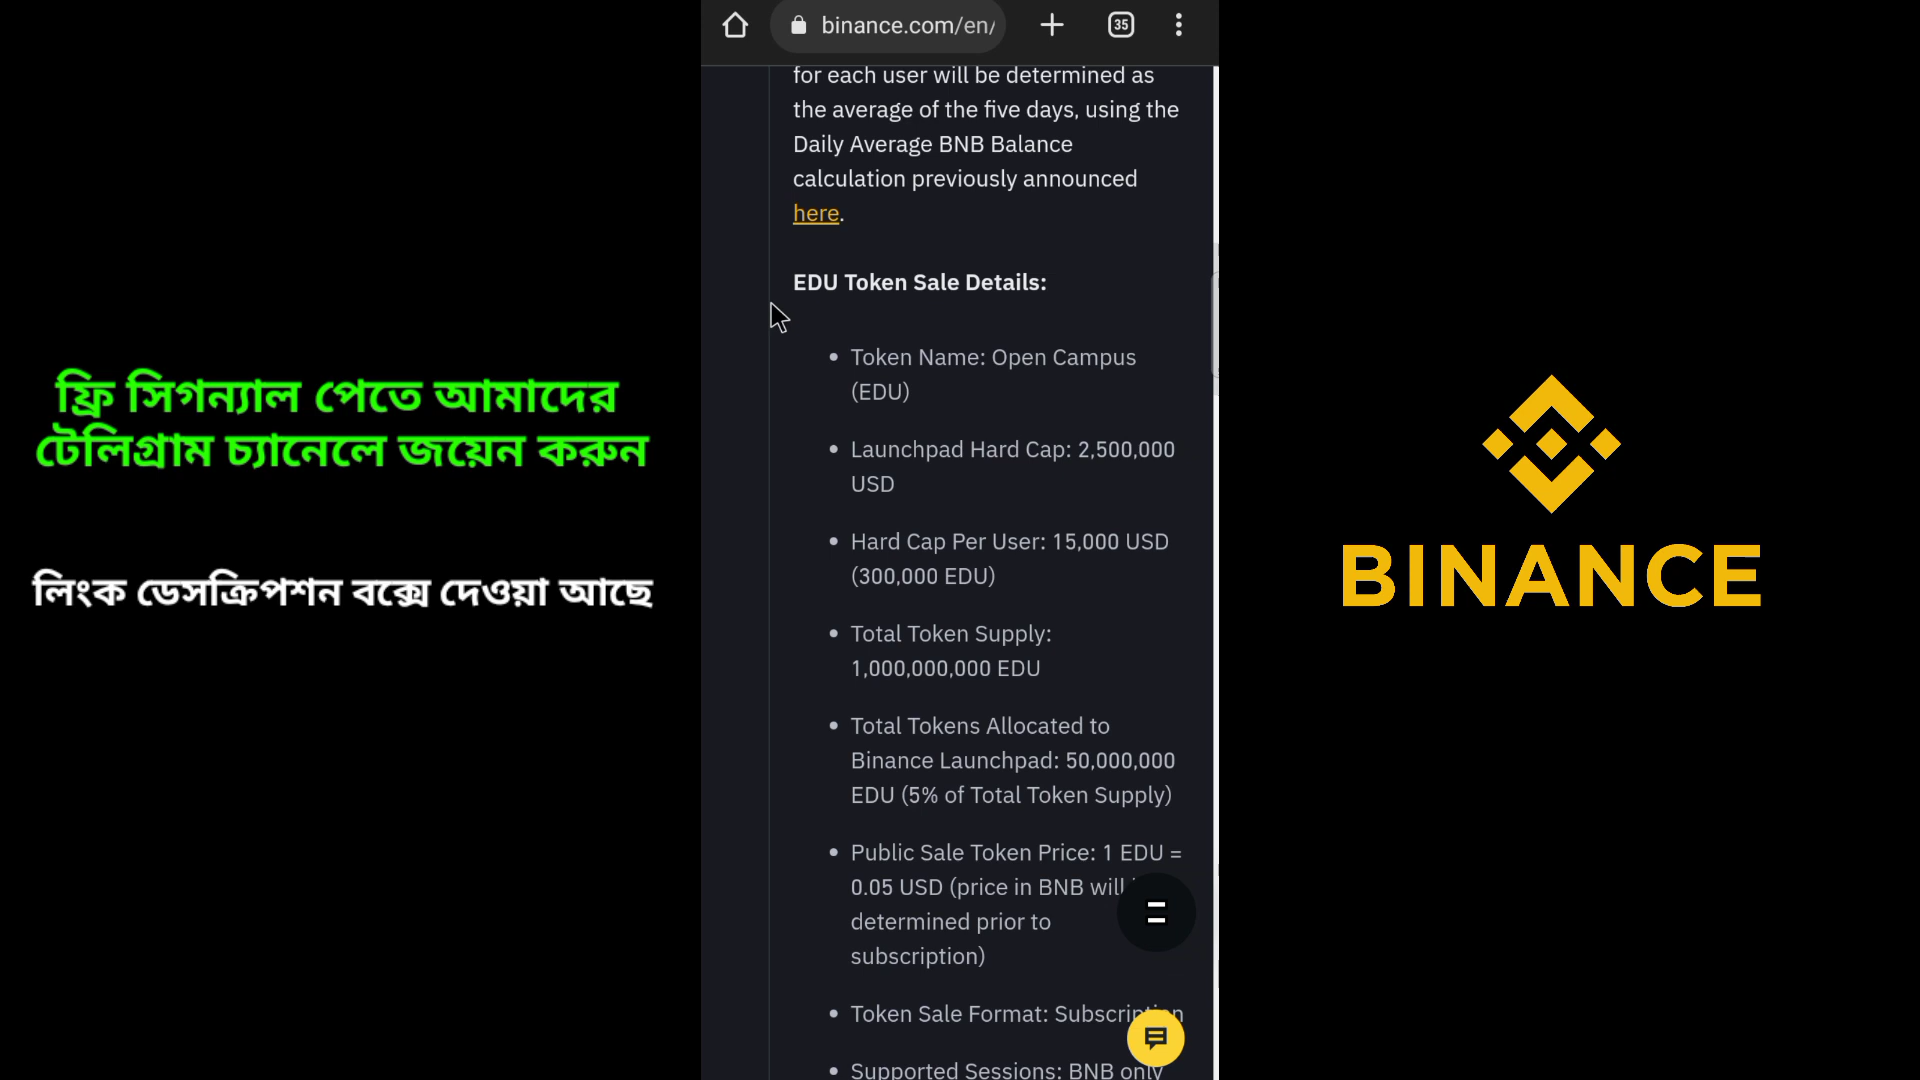 ফ্রি সিগন্যাল পেতে আমাদের
টেলিগ্রাম চ্যানেলে জয়েন করুন
লিংক ডেসক্রিপশন বক্সে দেওয়া আছে
binance.com/en/
35
for each user will be determined as
the average of the five days, using the
Daily Average BNB Balance
calculation previously announced
here.
EDU Token Sale Details:
• Token Name: Open Campus
(EDU)
• Launchpad Hard Cap: 2,500,000
USD
• Hard Cap Per User: 15,000 USD
(300,000 EDU)
• Total Token Supply:
1,000,000,000 EDU
• Total Tokens Allocated to
Binance Launchpad: 50,000,000
EDU (5% of Total Token Supply)
• Public Sale Token Price: 1 EDU =
0.05 USD (price in BNB will
determined prior to
subscription)
• Token Sale Format: Subscription
• Supported Sessions: BNB only
BINANCE